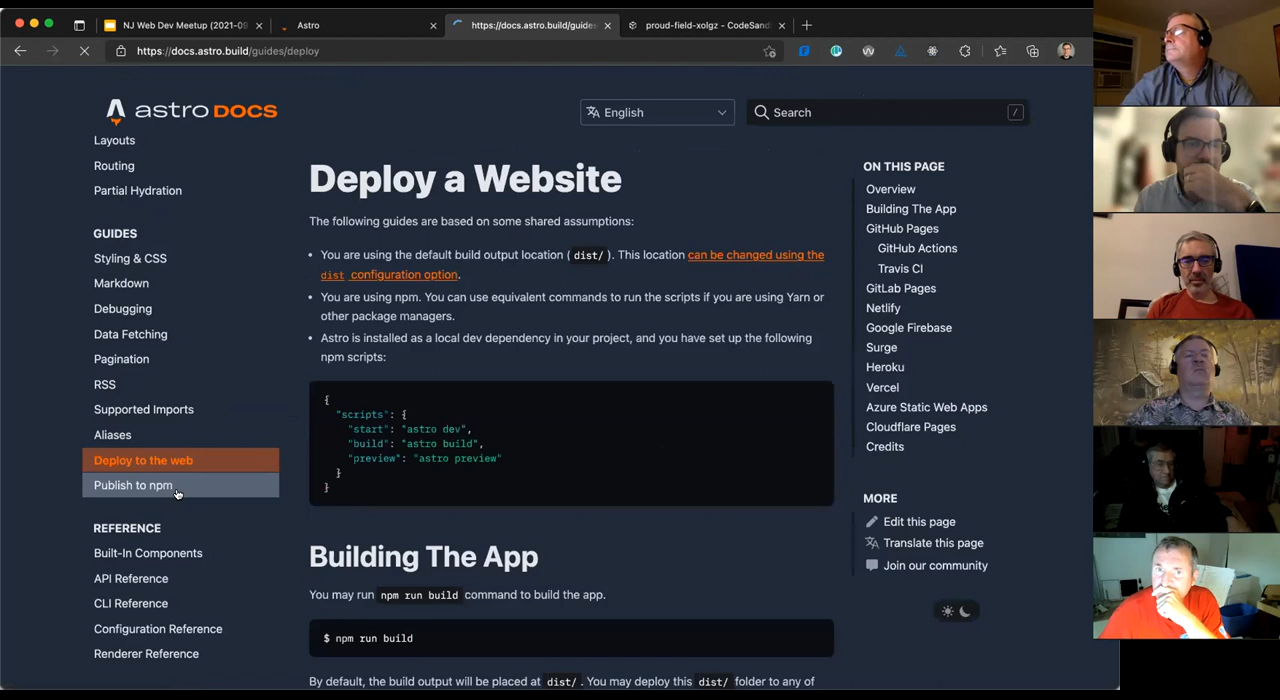 NJ Web Dev Meetup (2021-09
Astro
https://docs.astro.build/guides
proud-field-xolgz - CodeSand
https://docs.astro.build/guides/deploy
astro DOCS
English
Search
/
Layouts
Routing
Partial Hydration
GUIDES
Styling & CSS
Markdown
Debugging
Data Fetching
Pagination
RSS
Supported Imports
Aliases
Deploy to the web
Publish to npm
REFERENCE
Built-In Components
API Reference
CLI Reference
Configuration Reference
Renderer Reference
Deploy a Website
The following guides are based on some shared assumptions:
• You are using the default build output location ( dist/ ). This location can be changed using the
dist configuration option.
• You are using npm. You can use equivalent commands to run the scripts if you are using Yarn or
other package managers.
• Astro is installed as a local dev dependency in your project, and you have set up the following
npm scripts:
{
"scripts": {
"start": "astro dev",
"build": "astro build",
"preview": "astro preview"
}
}
Building The App
You may run npm run build command to build the app.
$ npm run build
By default, the build output will be placed at dist/ . You may deploy this dist/ folder to any of
ON THIS PAGE
Overview
Building The App
GitHub Pages
GitHub Actions
Travis CI
GitLab Pages
Netlify
Google Firebase
Surge
Heroku
Vercel
Azure Static Web Apps
Cloudflare Pages
Credits
MORE
Edit this page
Translate this page
Join our community